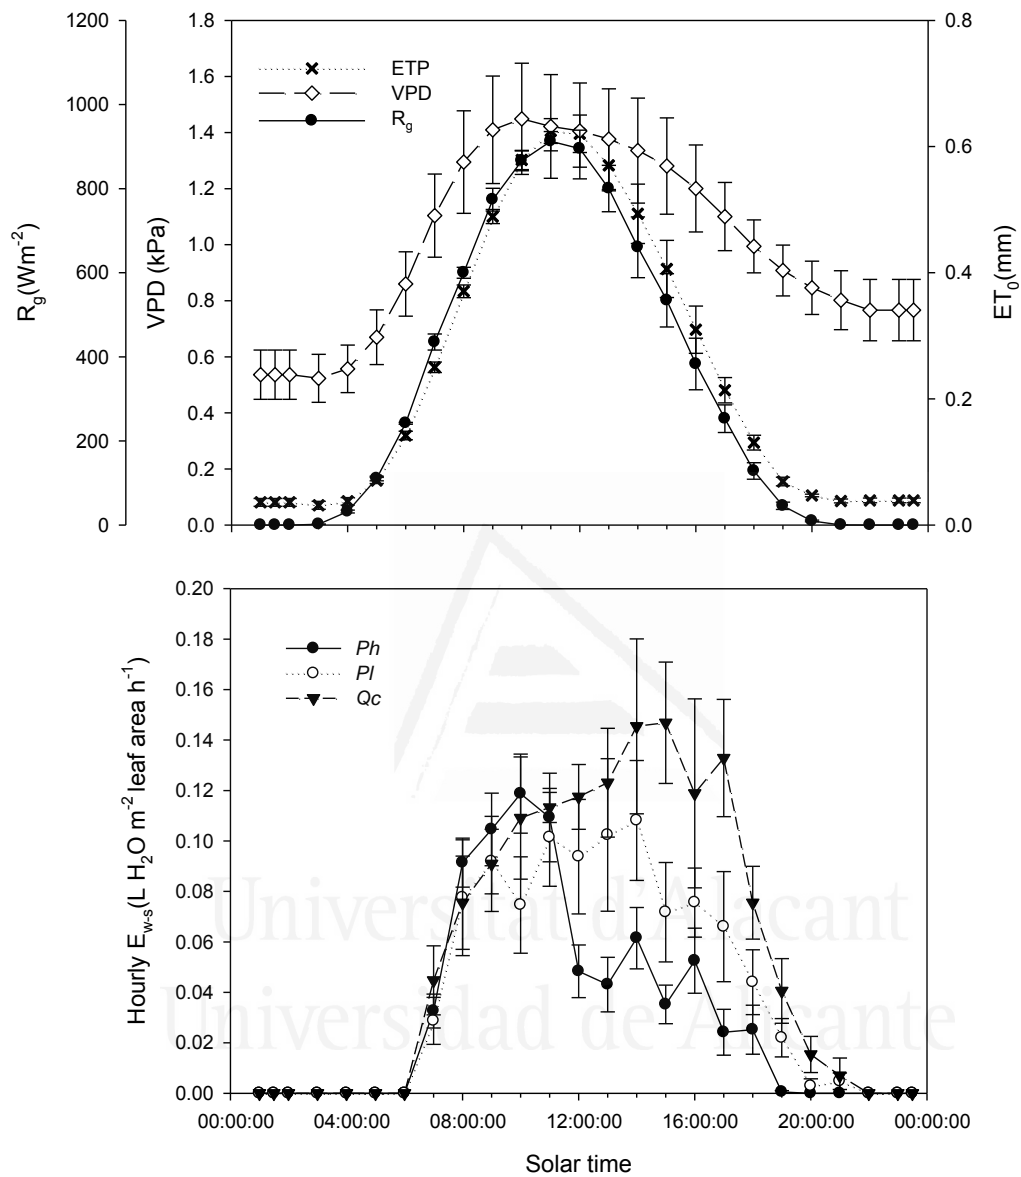 1200
1000
800
600
400
200
0
R_g(Wm^-2)
1.8
1.6
1.4
1.2
1.0
0.8
0.6
0.4
0.2
0.0
VPD (kPa)
ETP
VPD
R_g
0.8
0.6
0.4
0.2
0.0
ET_0(mm)
0.20
0.18
0.16
0.14
0.12
0.10
0.08
0.06
0.04
0.02
0.00
Hourly E_w-s(L H_2O m^-2 leaf area h^-1)
Ph
Pl
Qc
Universitat d'Alacant
Universidad de Alicante
00:00:00 04:00:00 08:00:00 12:00:00 16:00:00 20:00:00 00:00:00
Solar time